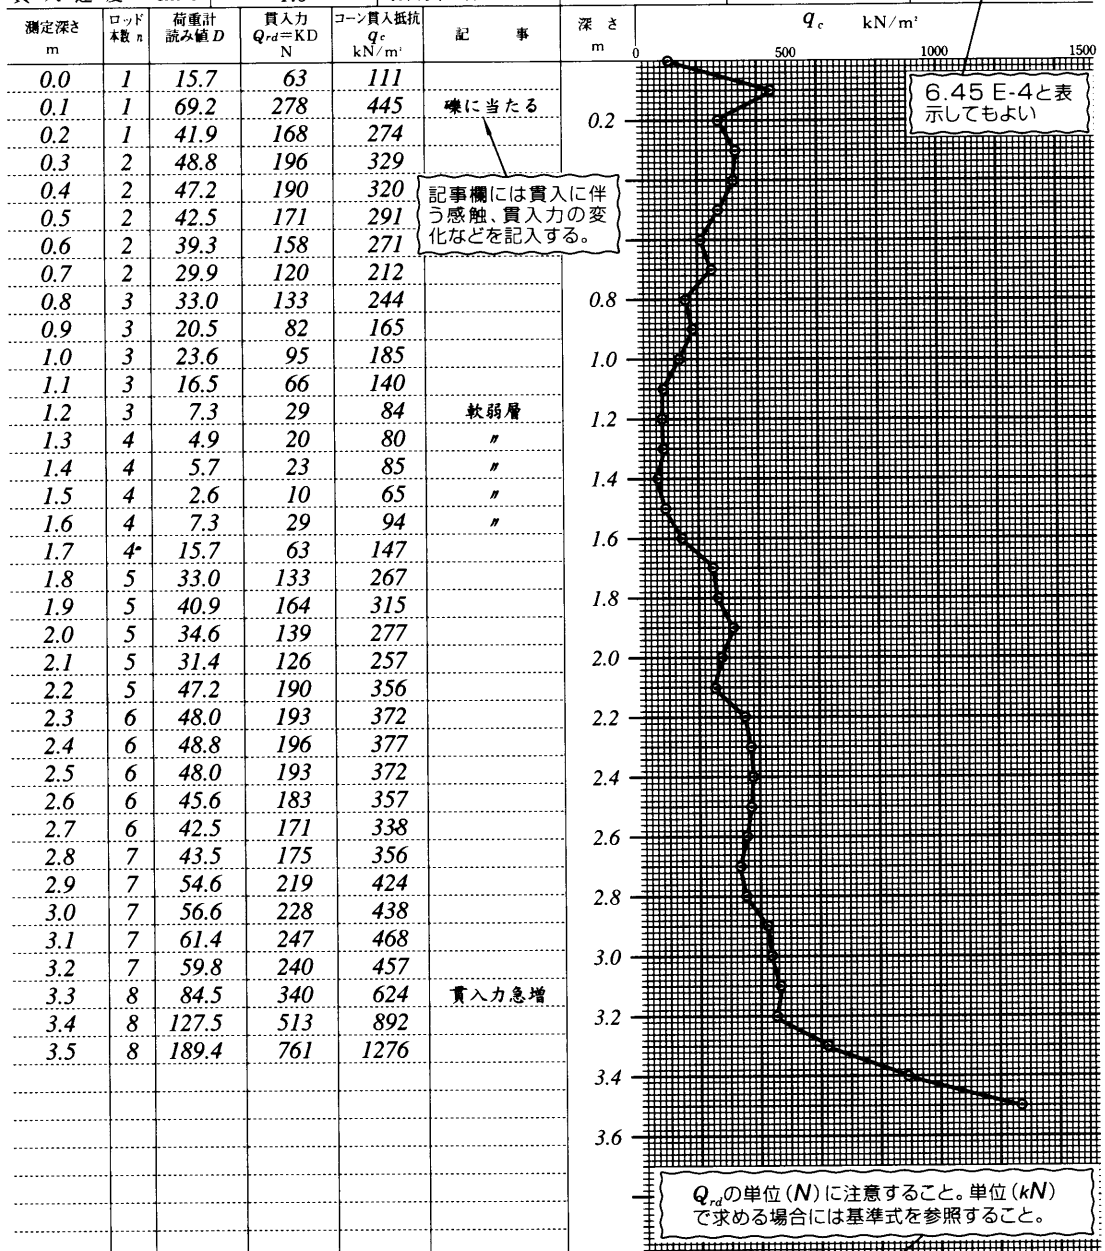 測定深さ m ロッド本数 n 荷重計読み値 D 貫入力 Qrd=KD N コーン貫入抵抗 qc kN/m² 記 事
0.0 1 15.7 63 111
0.1 1 69.2 278 445 礫に当たる
0.2 1 41.9 168 274
0.3 2 48.8 196 329
0.4 2 47.2 190 320
0.5 2 42.5 171 291
0.6 2 39.3 158 271
0.7 2 29.9 120 212
0.8 3 33.0 133 244
0.9 3 20.5 82 165
1.0 3 23.6 95 185
1.1 3 16.5 66 140
1.2 3 7.3 29 84 軟弱層
1.3 4 4.9 20 80 〃
1.4 4 5.7 23 85 〃
1.5 4 2.6 10 65 〃
1.6 4 7.3 29 94 〃
1.7 4 15.7 63 147
1.8 5 33.0 133 267
1.9 5 40.9 164 315
2.0 5 34.6 139 277
2.1 5 31.4 126 257
2.2 5 47.2 190 356
2.3 6 48.0 193 372
2.4 6 48.8 196 377
2.5 6 48.0 193 372
2.6 6 45.6 183 357
2.7 6 42.5 171 338
2.8 7 43.5 175 356
2.9 7 54.6 219 424
3.0 7 56.6 228 438
3.1 7 61.4 247 468
3.2 7 59.8 240 457
3.3 8 84.5 340 624 貫入力急増
3.4 8 127.5 513 892
3.5 8 189.4 761 1276
記事欄には貫入に伴
う感触、貫入力の変
化などを記入する。
深さ m
qc kN/m²
0 500 1000 1500
6.45 E-4と表
示してもよい
0.2
0.8
1.0
1.2
1.4
1.6
1.8
2.0
2.2
2.4
2.6
2.8
3.0
3.2
3.4
3.6
Qrdの単位(N)に注意すること。単位(kN)
で求める場合には基準式を参照すること。